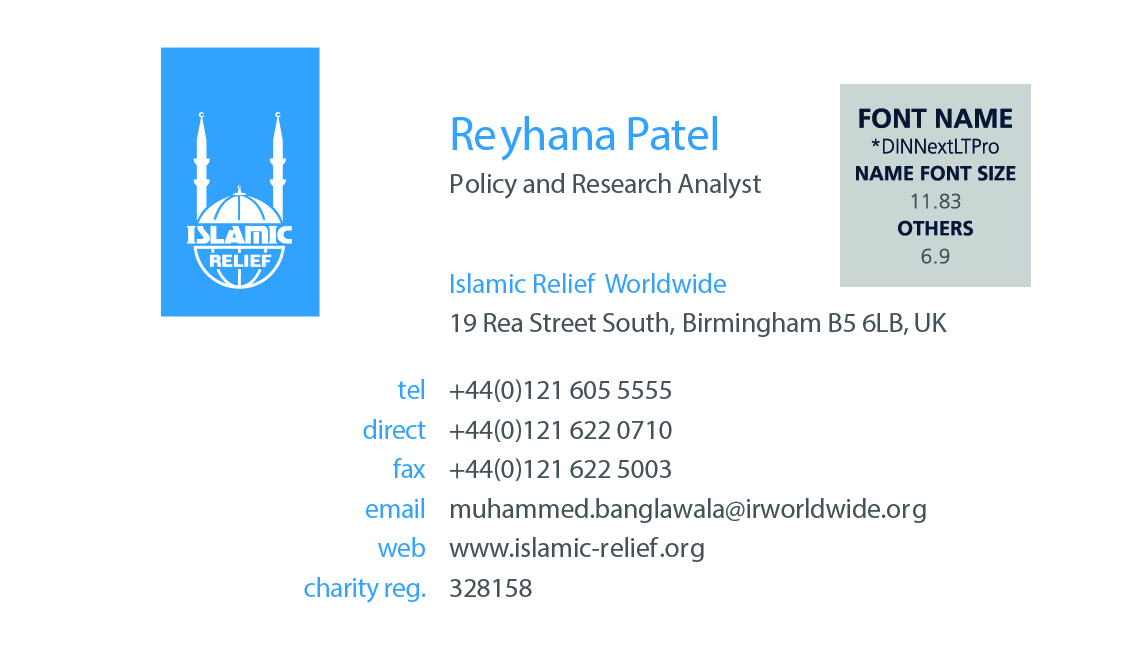 ISLAMIC
RELIEF
Reyhana Patel
Policy and Research Analyst
FONT NAME
*DINNextLTPro
NAME FONT SIZE
11.83
OTHERS
6.9
Islamic Relief Worldwide
19 Rea Street South, Birmingham B5 6LB, UK
tel +44(0)121 605 5555
direct +44(0)121 622 0710
fax +44(0)121 622 5003
email muhammed.banglawala@irworldwide.org
web www.islamic-relief.org
charity reg. 328158